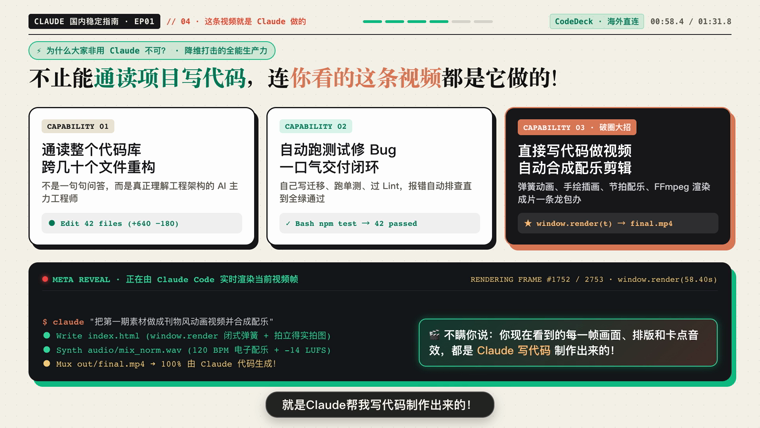 CLAUDE 国内稳定指南 · EP01
// 04 · 这条视频就是 Claude 做的
CodeDeck · 海外直连
00:58.4 / 01:31.8
⚡ 为什么大家非用 Claude 不可? · 降维打击的全能生产力
不止能通读项目写代码, 连你看的这条视频都是它做的!
CAPABILITY 01
通读整个代码库
跨几十个文件重构
不是一句句问答, 而是真正理解工程架构的 AI 主
力工程师
● Edit 42 files (+640 −180)
CAPABILITY 02
自动跑测试修 Bug
一口气交付闭环
自己写迁移、跑单测、过 Lint, 报错自动排查直
到全绿通过
✓ Bash npm test → 42 passed
CAPABILITY 03 · 破圈大招
直接写代码做视频
自动合成配乐剪辑
弹簧动画、手绘插画、节拍配乐、FFmpeg 渲染
成片一条龙包办
★ window.render(t) → final.mp4
META REVEAL · 正在由 Claude Code 实时渲染当前视频帧
RENDERING FRAME #1752 / 2753 · window.render(58.40s)
$ claude "把第一期素材做成刊物风动画视频并合成配乐"
● Write index.html (window.render 闭式弹簧 + 拍立得实拍图)
● Synth audio/mix_norm.wav (120 BPM 电子配乐 + -14 LUFS)
● Mux out/final.mp4 → 100% 由 Claude 代码生成!
🎬 不瞒你说: 你现在看到的每一帧画面、排版和卡点音
效, 都是 Claude 写代码 制作出来的!
就是Claude帮我写代码制作出来的!